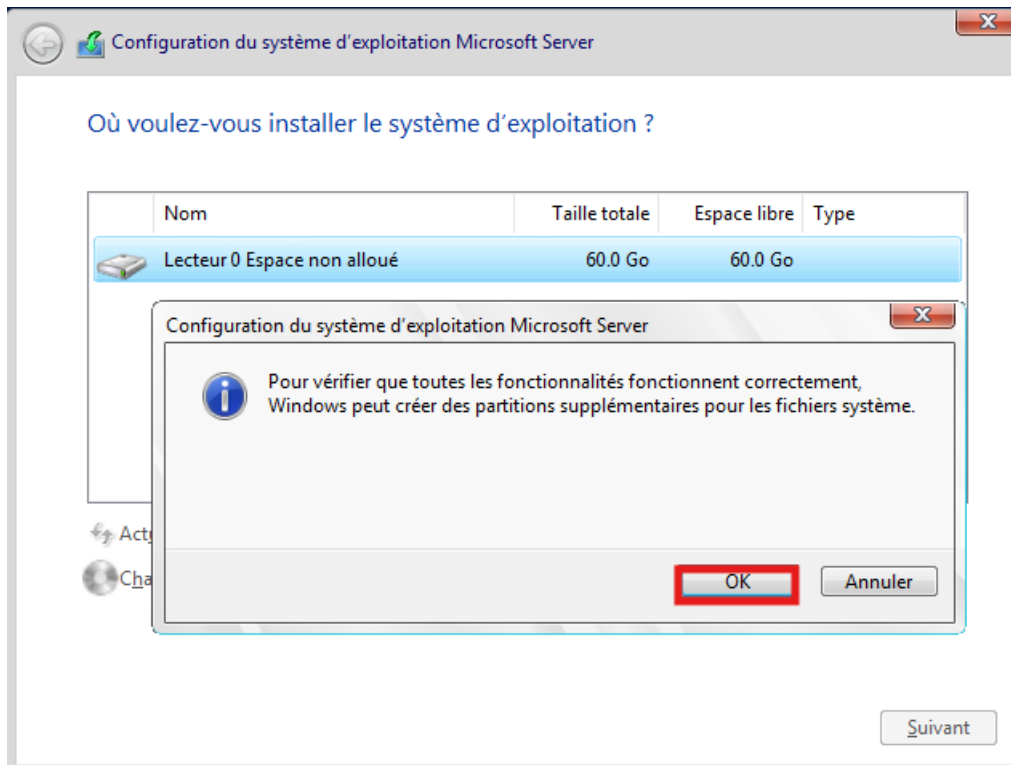 Configuration du système d'exploitation Microsoft Server
Où voulez-vous installer le système d'exploitation ?
Nom Taille totale Espace libre Type
Lecteur 0 Espace non alloué 60.0 Go 60.0 Go
Configuration du système d'exploitation Microsoft Server
Pour vérifier que toutes les fonctionnalités fonctionnent correctement,
Windows peut créer des partitions supplémentaires pour les fichiers système.
Act
Cha
OK Annuler
Suivant